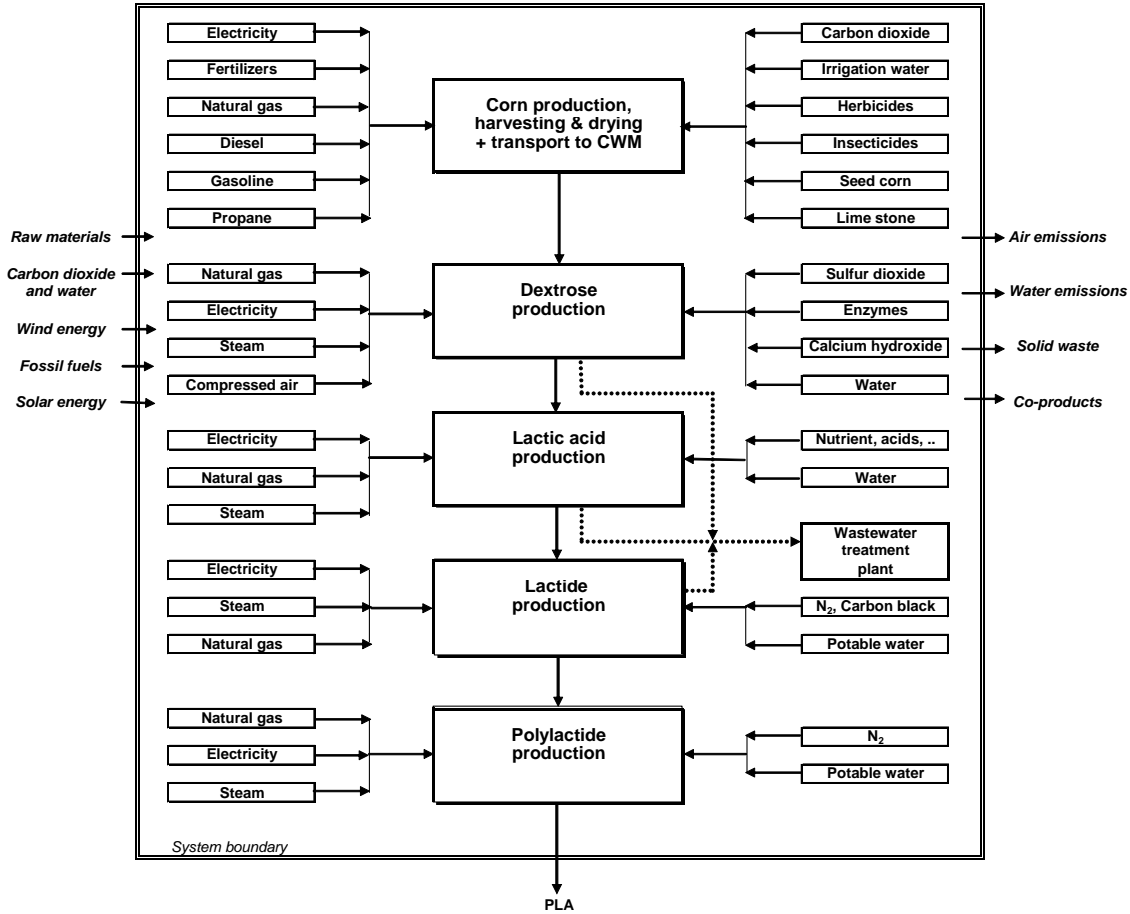 Electricity
Fertilizers
Natural gas
Diesel
Gasoline
Propane
Corn production,
harvesting & drying
+ transport to CWM
Carbon dioxide
Irrigation water
Herbicides
Insecticides
Seed corn
Lime stone
Raw materials
Carbon dioxide
and water
Wind energy
Fossil fuels
Solar energy
Natural gas
Electricity
Steam
Compressed air
Dextrose
production
Sulfur dioxide
Enzymes
Calcium hydroxide
Water
Air emissions
Water emissions
Solid waste
Co-products
Electricity
Natural gas
Steam
Lactic acid
production
Nutrient, acids, ..
Water
Wastewater
treatment
plant
Electricity
Steam
Natural gas
Lactide
production
N₂, Carbon black
Potable water
Natural gas
Electricity
Steam
Polylactide
production
N₂
Potable water
System boundary
PLA